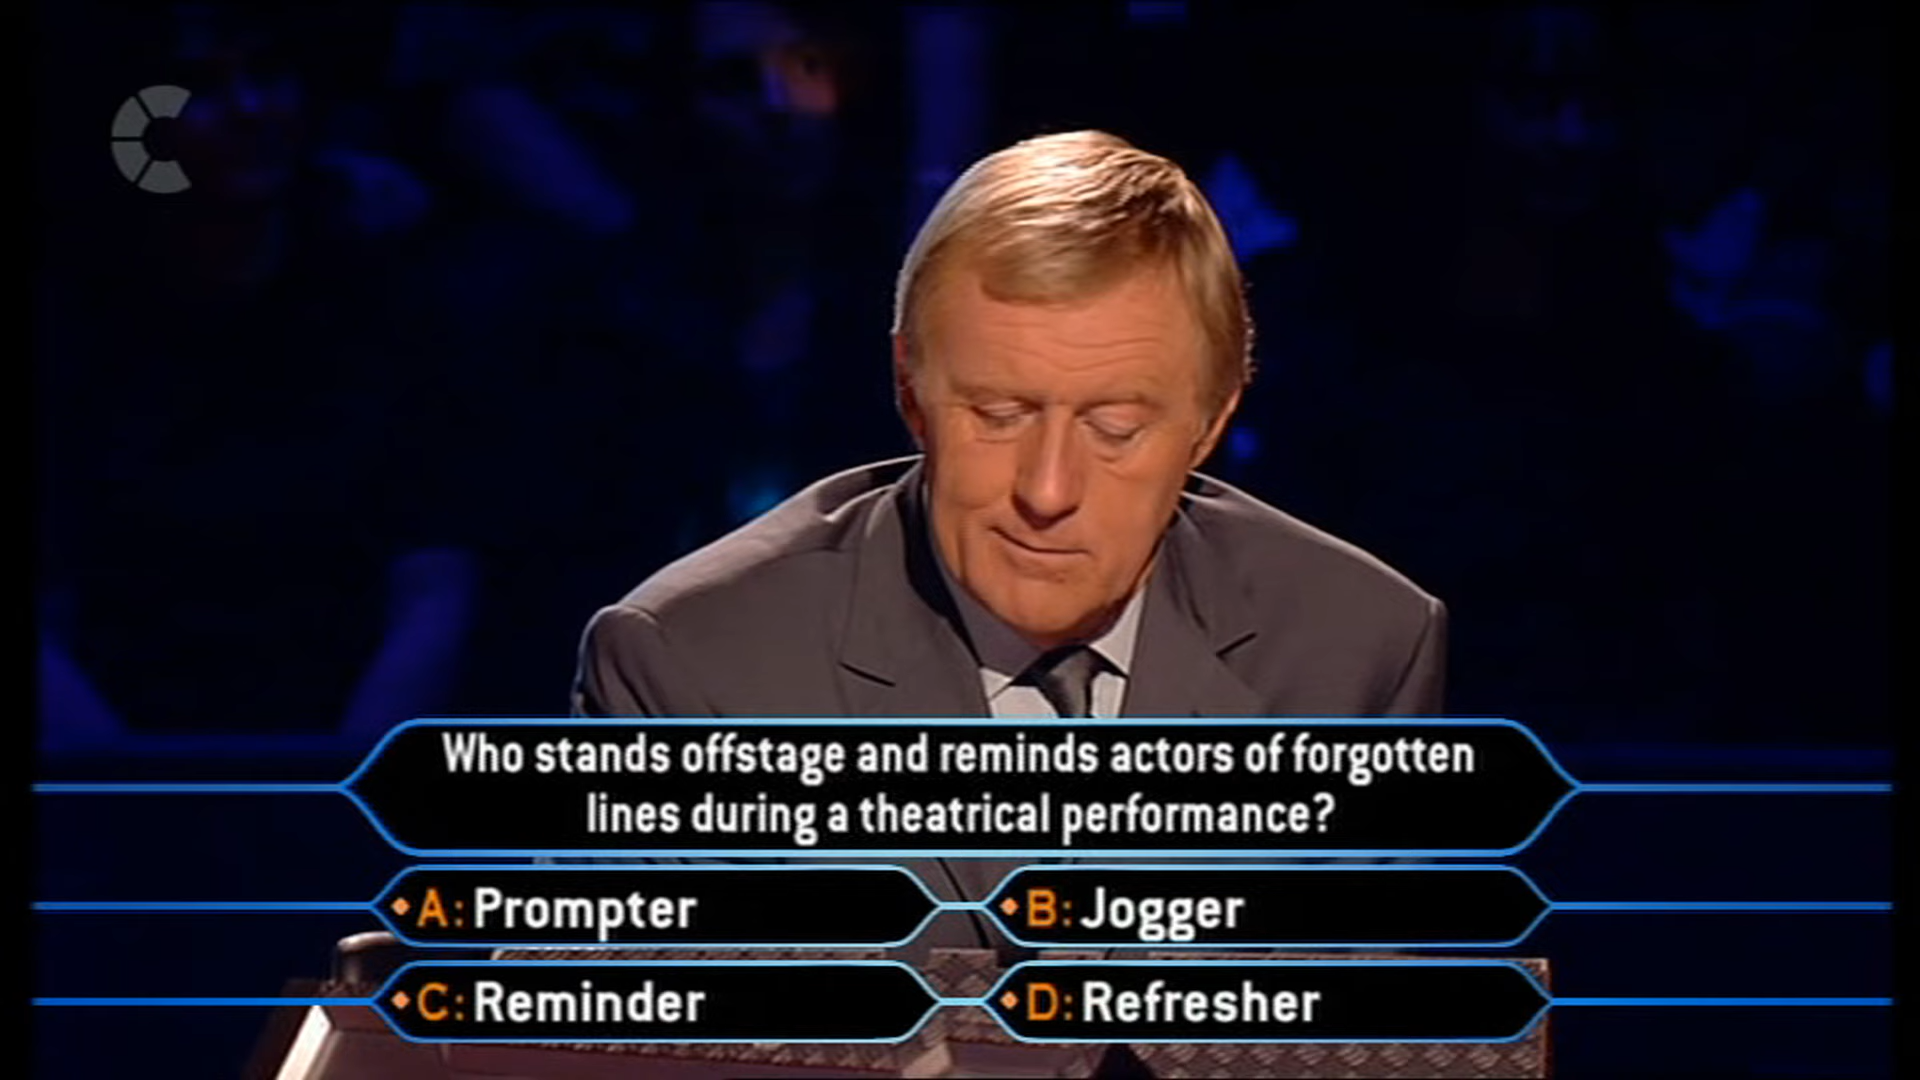 Who stands offstage and reminds actors of forgotten
lines during a theatrical performance?
A: Prompter
B: Jogger
C: Reminder
D: Refresher